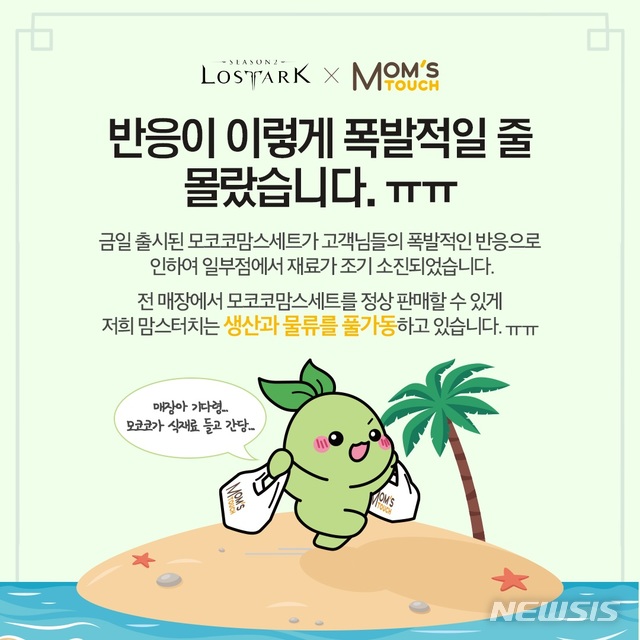 SEASON 2
LOST ARK × MOM'S TOUCH
반응이 이렇게 폭발적일 줄
몰랐습니다. ㅠㅠ
금일 출시된 모코코맘스세트가 고객님들의 폭발적인 반응으로
인하여 일부점에서 재료가 조기 소진되었습니다.
전 매장에서 모코코맘스세트를 정상 판매할 수 있게
저희 맘스터치는 생산과 물류를 풀가동하고 있습니다. ㅠㅠ
매장아 기다령...
모코코가 식재료 들고 간당...
MOM'S TOUCH
MOM'S TOUCH
NEWSIS